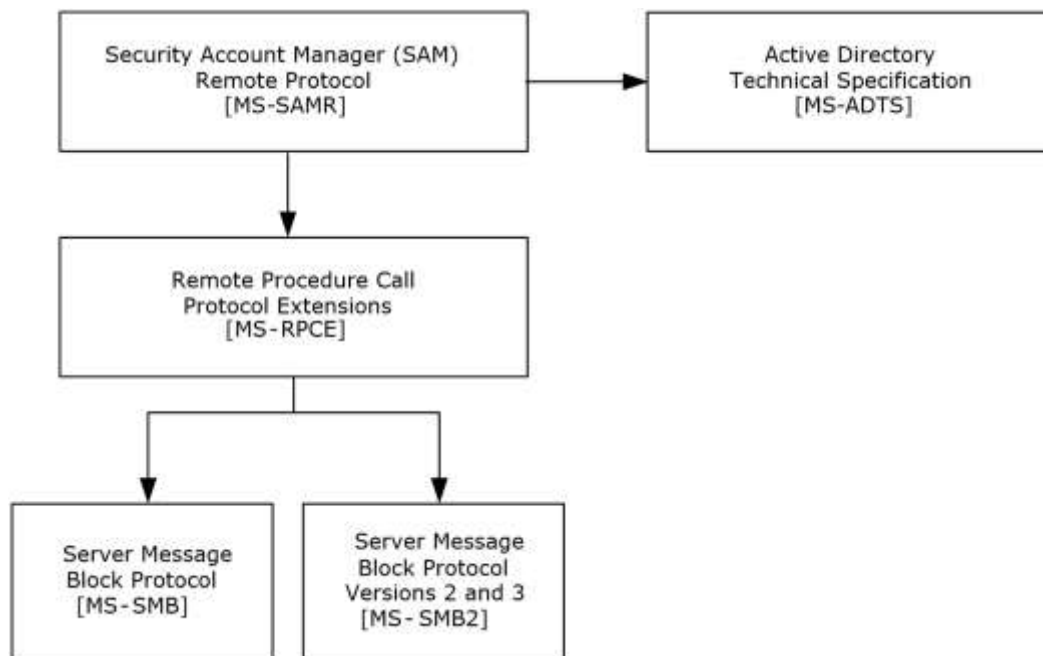 Security Account Manager (SAM)
Remote Protocol
[MS-SAMR]
Active Directory
Technical Specification
[MS-ADTS]
Remote Procedure Call
Protocol Extensions
[MS-RPCE]
Server Message
Block Protocol
[MS-SMB]
Server Message
Block Protocol
Versions 2 and 3
[MS- SMB2]